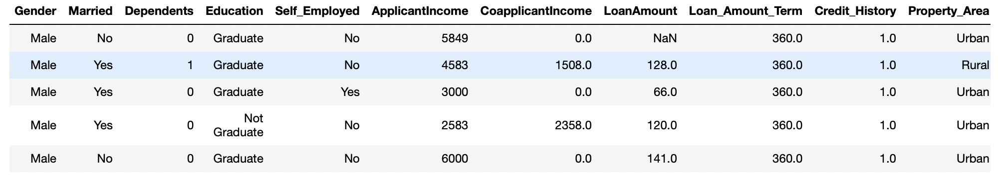 Gender Married Dependents Education Self_Employed ApplicantIncome CoapplicantIncome LoanAmount Loan_Amount_Term Credit_History Property_Area
Male No 0 Graduate No 5849 0.0 NaN 360.0 1.0 Urban
Male Yes 1 Graduate No 4583 1508.0 128.0 360.0 1.0 Rural
Male Yes 0 Graduate Yes 3000 0.0 66.0 360.0 1.0 Urban
Male Yes 0 Not Graduate No 2583 2358.0 120.0 360.0 1.0 Urban
Male No 0 Graduate No 6000 0.0 141.0 360.0 1.0 Urban